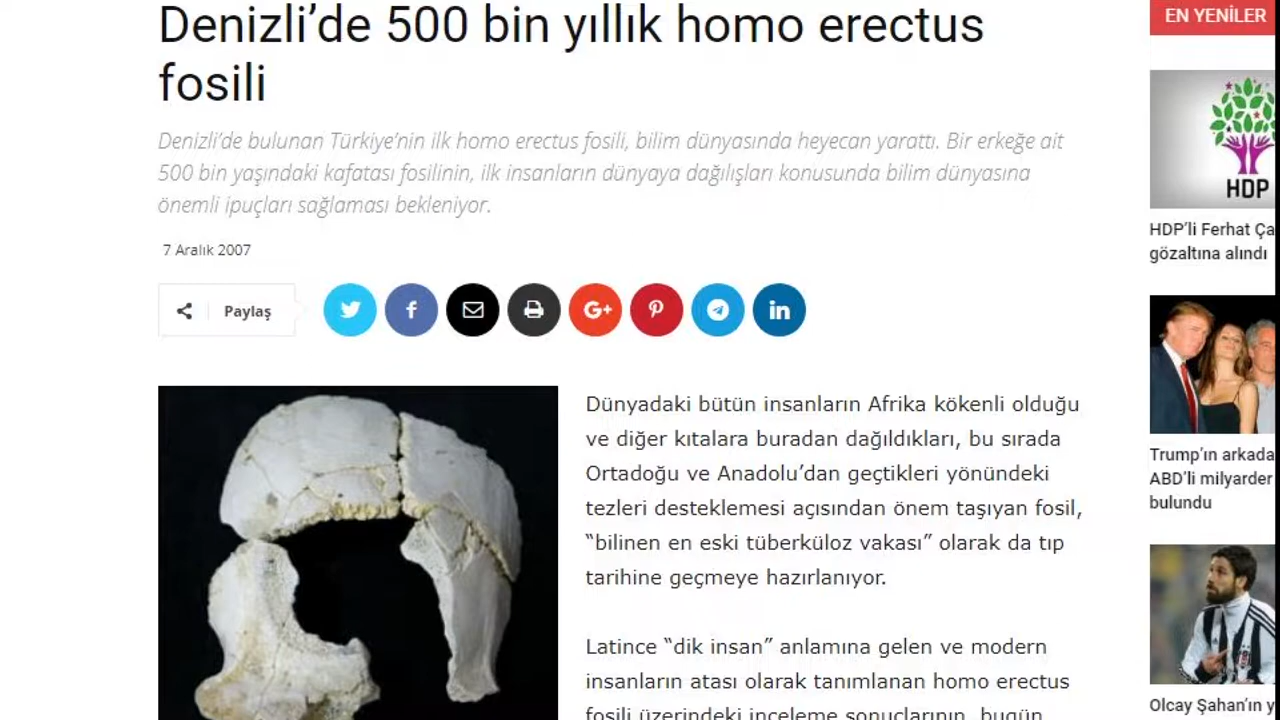 Denizli’de 500 bin yıllık homo erectus
fosili
Denizli’de bulunan Türkiye’nin ilk homo erectus fosili, bilim dünyasında heyecan yarattı. Bir erkeğe ait
500 bin yaşındaki kafatası fosilinin, ilk insanların dünyaya dağılışları konusunda bilim dünyasına
önemli ipuçları sağlaması bekleniyor.
7 Aralık 2007
Paylaş
G+
Dünyadaki bütün insanların Afrika kökenli olduğu
ve diğer kıtalara buradan dağıldıkları, bu sırada
Ortadoğu ve Anadolu’dan geçtikleri yönündeki
tezleri desteklemesi açısından önem taşıyan fosil,
“bilinen en eski tüberküloz vakası” olarak da tıp
tarihine geçmeye hazırlanıyor.
Latince “dik insan” anlamına gelen ve modern
insanların atası olarak tanımlanan homo erectus
fosili üzerindeki inceleme sonuçlarının, bugün
EN YENİLER
HDP
HDP’li Ferhat Ça
gözaltına alındı
Trump’ın arkada
ABD’li milyarder
bulundu
Olcay Şahan’ın y